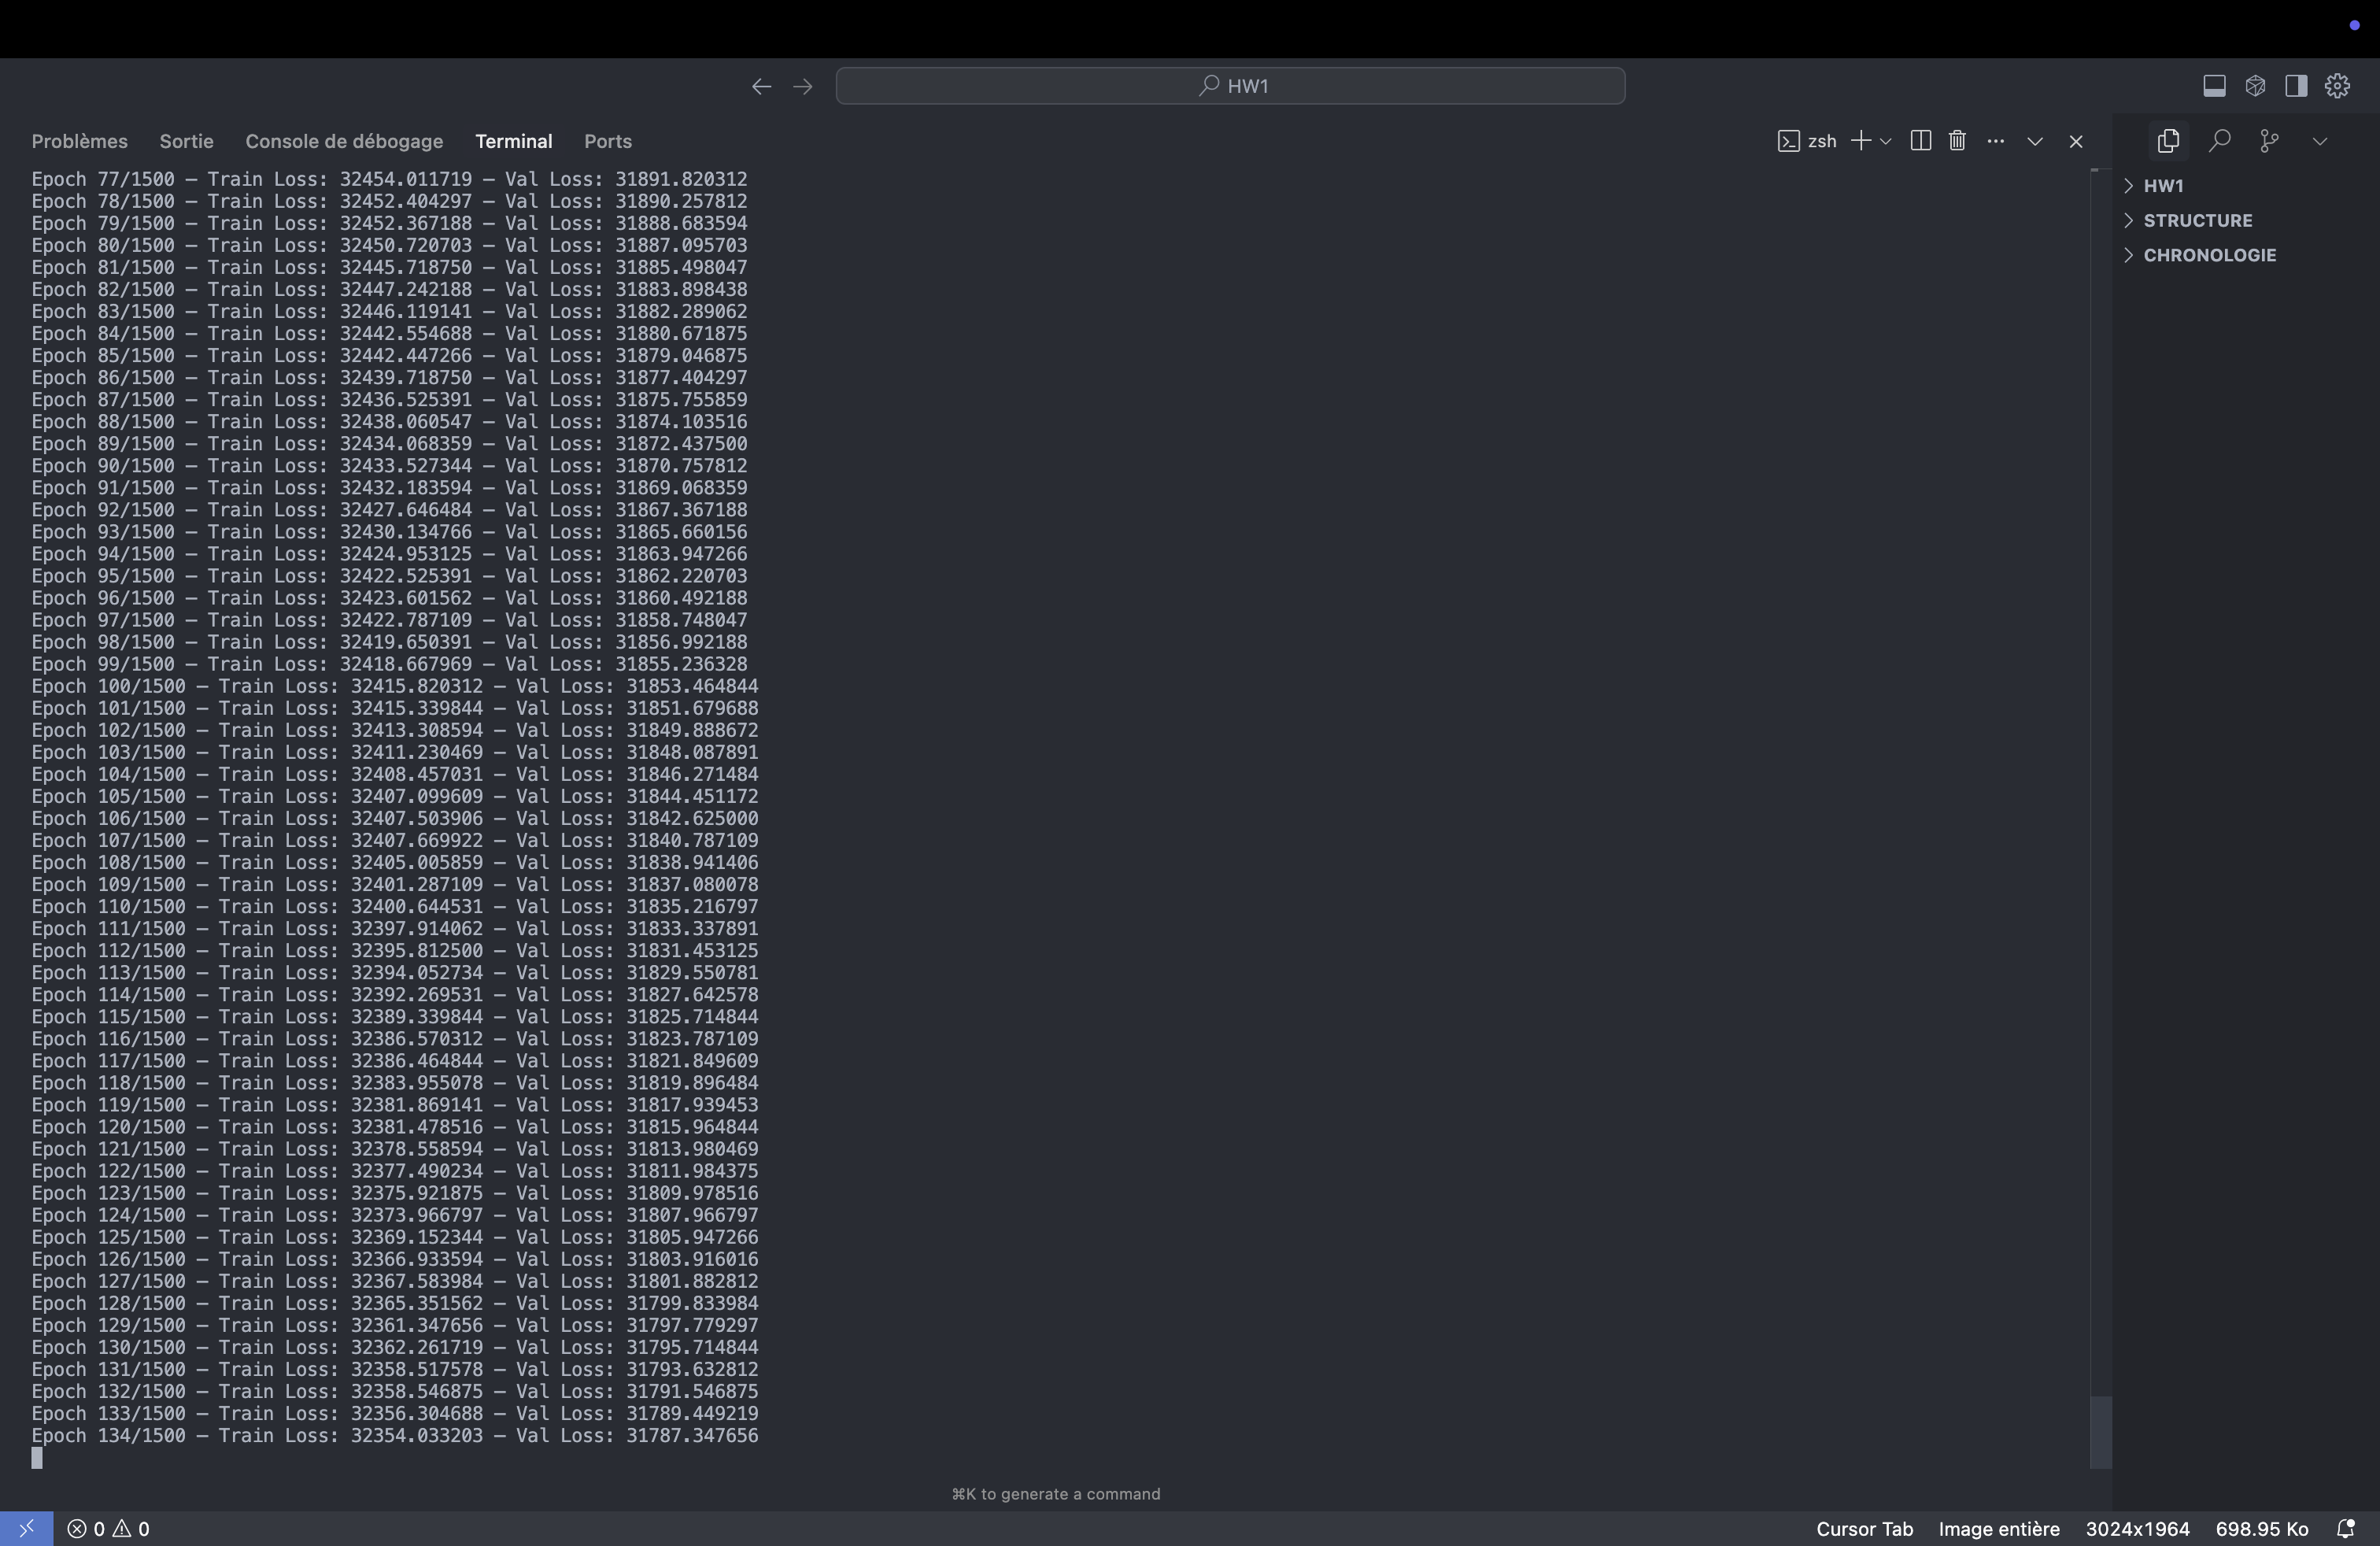 HW1
Problèmes Sortie Console de débogage Terminal Ports zsh
Epoch 77/1500 — Train Loss: 32454.011719 — Val Loss: 31891.820312
Epoch 78/1500 — Train Loss: 32452.404297 — Val Loss: 31890.257812
Epoch 79/1500 — Train Loss: 32452.367188 — Val Loss: 31888.683594
Epoch 80/1500 — Train Loss: 32450.720703 — Val Loss: 31887.095703
Epoch 81/1500 — Train Loss: 32445.718750 — Val Loss: 31885.498047
Epoch 82/1500 — Train Loss: 32447.242188 — Val Loss: 31883.898438
Epoch 83/1500 — Train Loss: 32446.119141 — Val Loss: 31882.289062
Epoch 84/1500 — Train Loss: 32442.554688 — Val Loss: 31880.671875
Epoch 85/1500 — Train Loss: 32442.447266 — Val Loss: 31879.046875
Epoch 86/1500 — Train Loss: 32439.718750 — Val Loss: 31877.404297
Epoch 87/1500 — Train Loss: 32436.525391 — Val Loss: 31875.755859
Epoch 88/1500 — Train Loss: 32438.060547 — Val Loss: 31874.103516
Epoch 89/1500 — Train Loss: 32434.068359 — Val Loss: 31872.437500
Epoch 90/1500 — Train Loss: 32433.527344 — Val Loss: 31870.757812
Epoch 91/1500 — Train Loss: 32432.183594 — Val Loss: 31869.068359
Epoch 92/1500 — Train Loss: 32427.646484 — Val Loss: 31867.367188
Epoch 93/1500 — Train Loss: 32430.134766 — Val Loss: 31865.660156
Epoch 94/1500 — Train Loss: 32424.953125 — Val Loss: 31863.947266
Epoch 95/1500 — Train Loss: 32422.525391 — Val Loss: 31862.220703
Epoch 96/1500 — Train Loss: 32423.601562 — Val Loss: 31860.492188
Epoch 97/1500 — Train Loss: 32422.787109 — Val Loss: 31858.748047
Epoch 98/1500 — Train Loss: 32419.650391 — Val Loss: 31856.992188
Epoch 99/1500 — Train Loss: 32418.667969 — Val Loss: 31855.236328
Epoch 100/1500 — Train Loss: 32415.820312 — Val Loss: 31853.464844
Epoch 101/1500 — Train Loss: 32415.339844 — Val Loss: 31851.679688
Epoch 102/1500 — Train Loss: 32413.308594 — Val Loss: 31849.888672
Epoch 103/1500 — Train Loss: 32411.230469 — Val Loss: 31848.087891
Epoch 104/1500 — Train Loss: 32408.457031 — Val Loss: 31846.271484
Epoch 105/1500 — Train Loss: 32407.099609 — Val Loss: 31844.451172
Epoch 106/1500 — Train Loss: 32407.503906 — Val Loss: 31842.625000
Epoch 107/1500 — Train Loss: 32407.669922 — Val Loss: 31840.787109
Epoch 108/1500 — Train Loss: 32405.005859 — Val Loss: 31838.941406
Epoch 109/1500 — Train Loss: 32401.287109 — Val Loss: 31837.080078
Epoch 110/1500 — Train Loss: 32400.644531 — Val Loss: 31835.216797
Epoch 111/1500 — Train Loss: 32397.914062 — Val Loss: 31833.337891
Epoch 112/1500 — Train Loss: 32395.812500 — Val Loss: 31831.453125
Epoch 113/1500 — Train Loss: 32394.052734 — Val Loss: 31829.550781
Epoch 114/1500 — Train Loss: 32392.269531 — Val Loss: 31827.642578
Epoch 115/1500 — Train Loss: 32389.339844 — Val Loss: 31825.714844
Epoch 116/1500 — Train Loss: 32386.570312 — Val Loss: 31823.787109
Epoch 117/1500 — Train Loss: 32386.464844 — Val Loss: 31821.849609
Epoch 118/1500 — Train Loss: 32383.955078 — Val Loss: 31819.896484
Epoch 119/1500 — Train Loss: 32381.869141 — Val Loss: 31817.939453
Epoch 120/1500 — Train Loss: 32381.478516 — Val Loss: 31815.964844
Epoch 121/1500 — Train Loss: 32378.558594 — Val Loss: 31813.980469
Epoch 122/1500 — Train Loss: 32377.490234 — Val Loss: 31811.984375
Epoch 123/1500 — Train Loss: 32375.921875 — Val Loss: 31809.978516
Epoch 124/1500 — Train Loss: 32373.966797 — Val Loss: 31807.966797
Epoch 125/1500 — Train Loss: 32369.152344 — Val Loss: 31805.947266
Epoch 126/1500 — Train Loss: 32366.933594 — Val Loss: 31803.916016
Epoch 127/1500 — Train Loss: 32367.583984 — Val Loss: 31801.882812
Epoch 128/1500 — Train Loss: 32365.351562 — Val Loss: 31799.833984
Epoch 129/1500 — Train Loss: 32361.347656 — Val Loss: 31797.779297
Epoch 130/1500 — Train Loss: 32362.261719 — Val Loss: 31795.714844
Epoch 131/1500 — Train Loss: 32358.517578 — Val Loss: 31793.632812
Epoch 132/1500 — Train Loss: 32358.546875 — Val Loss: 31791.546875
Epoch 133/1500 — Train Loss: 32356.304688 — Val Loss: 31789.449219
Epoch 134/1500 — Train Loss: 32354.033203 — Val Loss: 31787.347656
⌘K to generate a command
HW1
STRUCTURE
CHRONOLOGIE
0 0 Cursor Tab Image entière 3024x1964 698.95 Ko